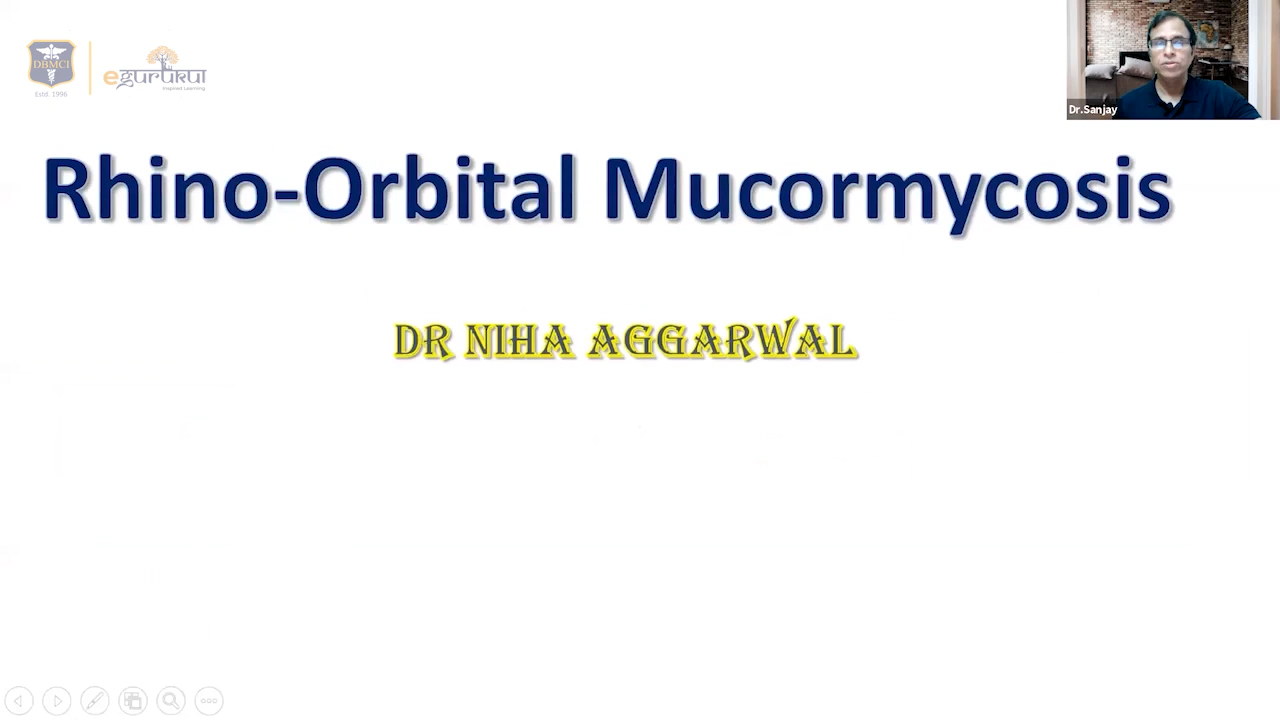 DBMCI
Estd. 1996
egurukul
Inspired Learning
Dr.Sanjay
Rhino-Orbital Mucormycosis
DR NIHA AGGARWAL